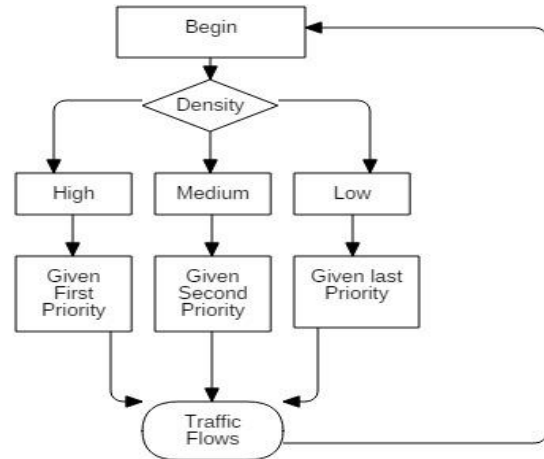 Begin
Density
High
Medium
Low
Given
First
Priority
Given
Second
Priority
Given last
Priority
Traffic
Flows